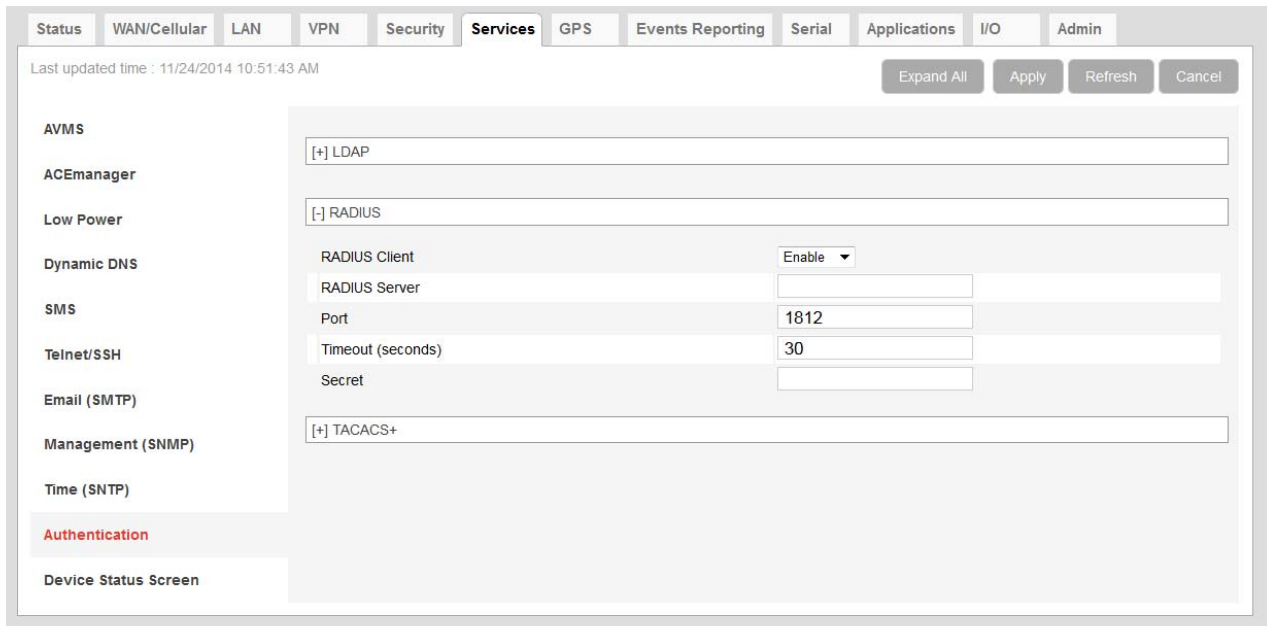 Status WAN/Cellular LAN VPN Security Services GPS Events Reporting Serial Applications I/O Admin
Last updated time : 11/24/2014 10:51:43 AM
Expand All Apply Refresh Cancel
AVMS
ACEmanager
Low Power
Dynamic DNS
SMS
Telnet/SSH
Email (SMTP)
Management (SNMP)
Time (SNTP)
Authentication
Device Status Screen
[+] LDAP
[-] RADIUS
RADIUS Client Enable
RADIUS Server
Port 1812
Timeout (seconds) 30
Secret
[+] TACACS+